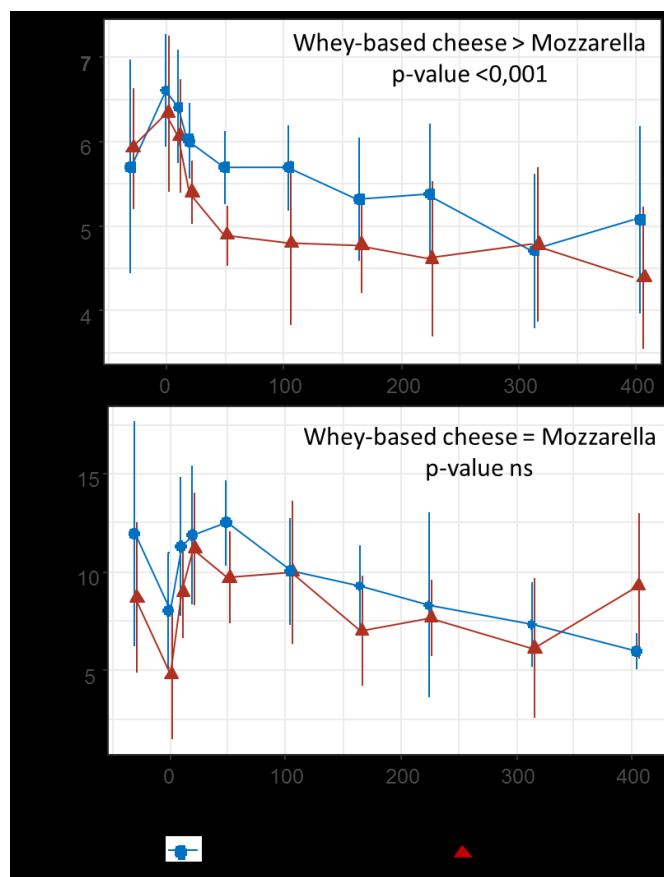 Whey-based cheese > Mozzarella
p-value <0,001
7
6
5
4
0 100 200 300 400
Whey-based cheese = Mozzarella
p-value ns
15
10
5
0 100 200 300 400